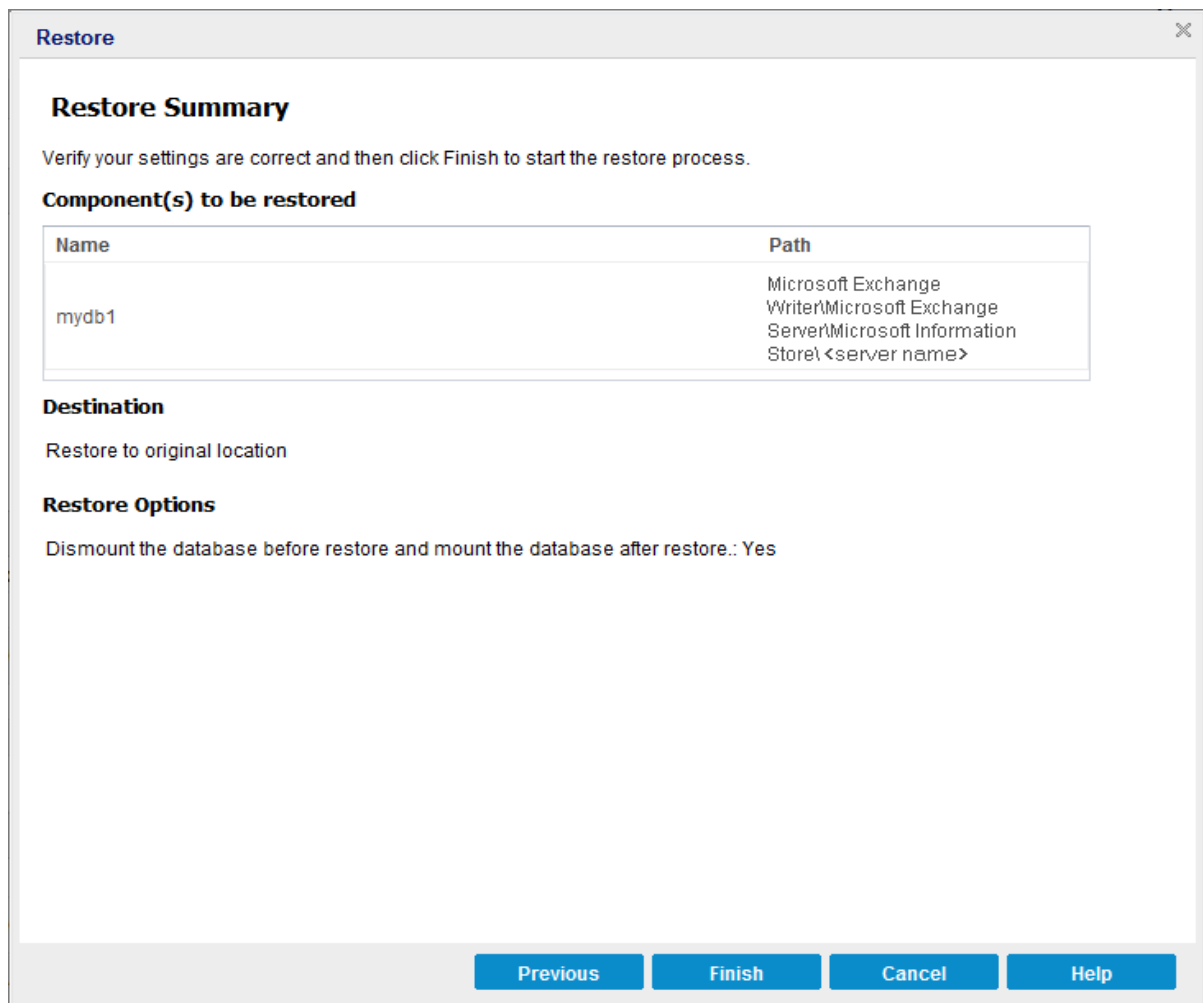 Restore
Restore Summary
Verify your settings are correct and then click Finish to start the restore process.
Component(s) to be restored
Name Path
mydb1
Microsoft Exchange
Writer\Microsoft Exchange
Server\Microsoft Information
Store\ <server name>
Destination
Restore to original location
Restore Options
Dismount the database before restore and mount the database after restore.: Yes
Previous Finish Cancel Help